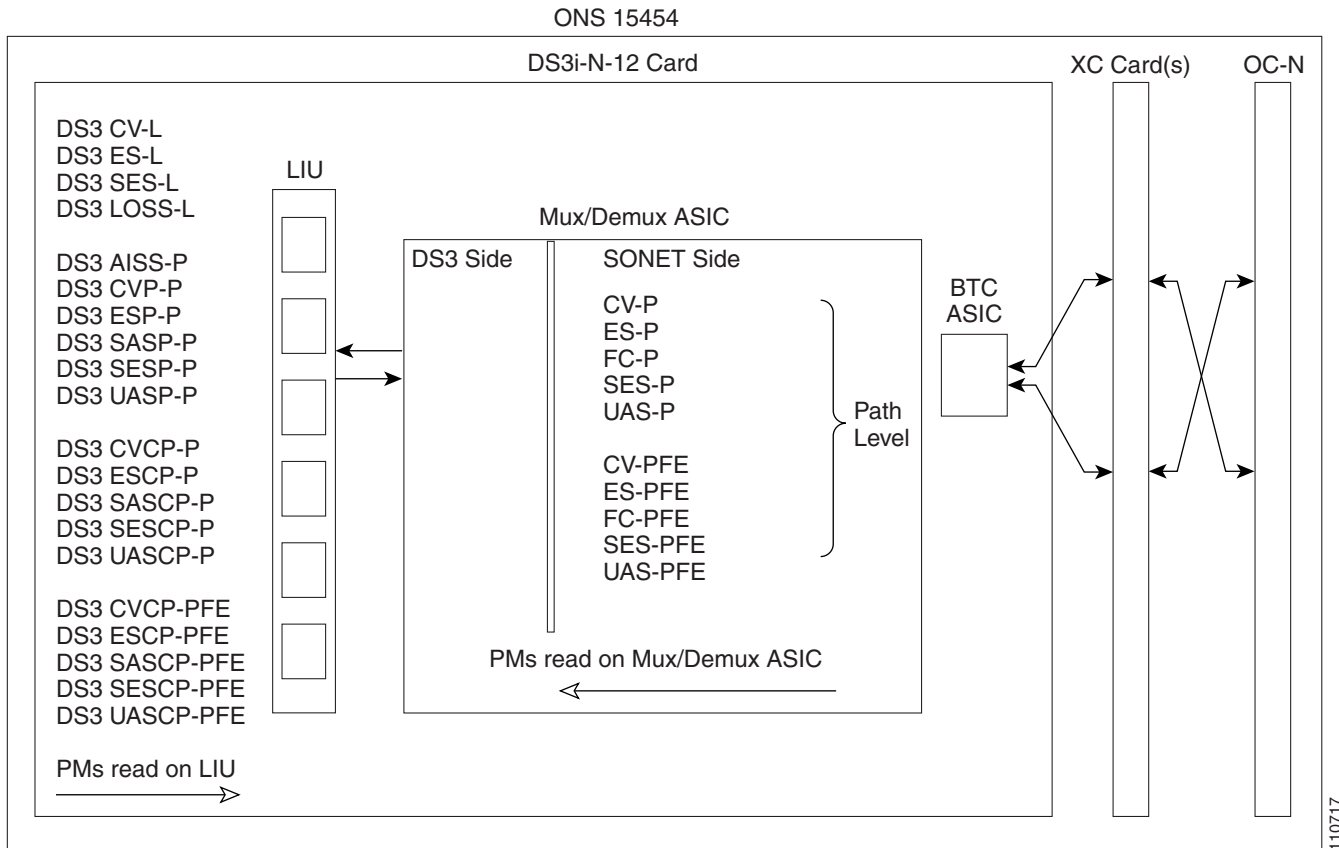 ONS 15454
DS3i-N-12 Card
XC Card(s)
OC-N
DS3 CV-L
DS3 ES-L
DS3 SES-L
DS3 LOSS-L
DS3 AISS-P
DS3 CVP-P
DS3 ESP-P
DS3 SASP-P
DS3 SESP-P
DS3 UASP-P
DS3 CVCP-P
DS3 ESCP-P
DS3 SASCP-P
DS3 SESCP-P
DS3 UASCP-P
DS3 CVCP-PFE
DS3 ESCP-PFE
DS3 SASCP-PFE
DS3 SESCP-PFE
DS3 UASCP-PFE
PMs read on LIU
LIU
Mux/Demux ASIC
DS3 Side
SONET Side
CV-P
ES-P
FC-P
SES-P
UAS-P
CV-PFE
ES-PFE
FC-PFE
SES-PFE
UAS-PFE
Path
Level
PMs read on Mux/Demux ASIC
BTC
ASIC
110717